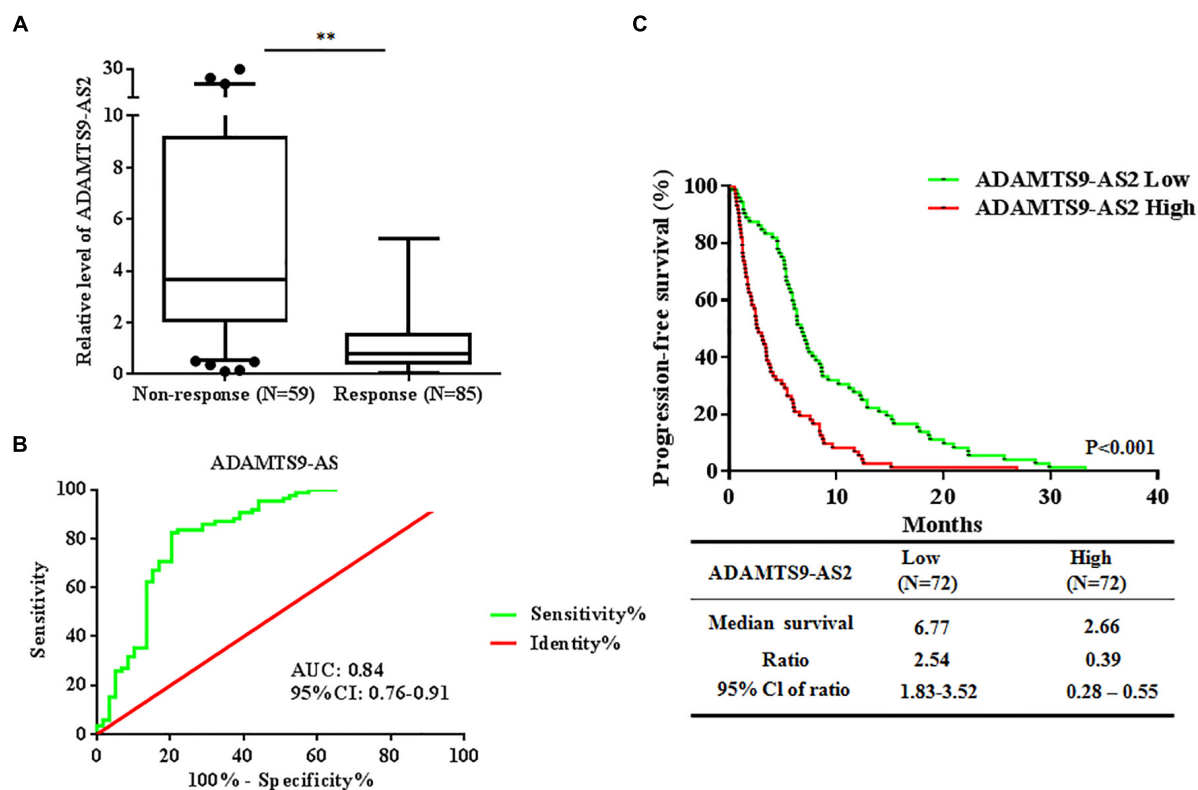 A
**
Relative level of ADAMTS9-AS2
30
10
8
6
4
2
0
Non-response (N=59) Response (N=85)
B
ADAMTS9-AS
Sensitivity
100
80
60
40
20
0
0 20 40 60 80 100
100% - Specificity%
Sensitivity%
Identity%
AUC: 0.84
95%CI: 0.76-0.91
C
ADAMTS9-AS2 Low
ADAMTS9-AS2 High
Progression-free survival (%)
100
80
60
40
20
0
P<0.001
0 10 20 30 40
Months
ADAMTS9-AS2 Low (N=72) High (N=72)
Median survival 6.77 2.66
Ratio 2.54 0.39
95% CI of ratio 1.83-3.52 0.28 – 0.55